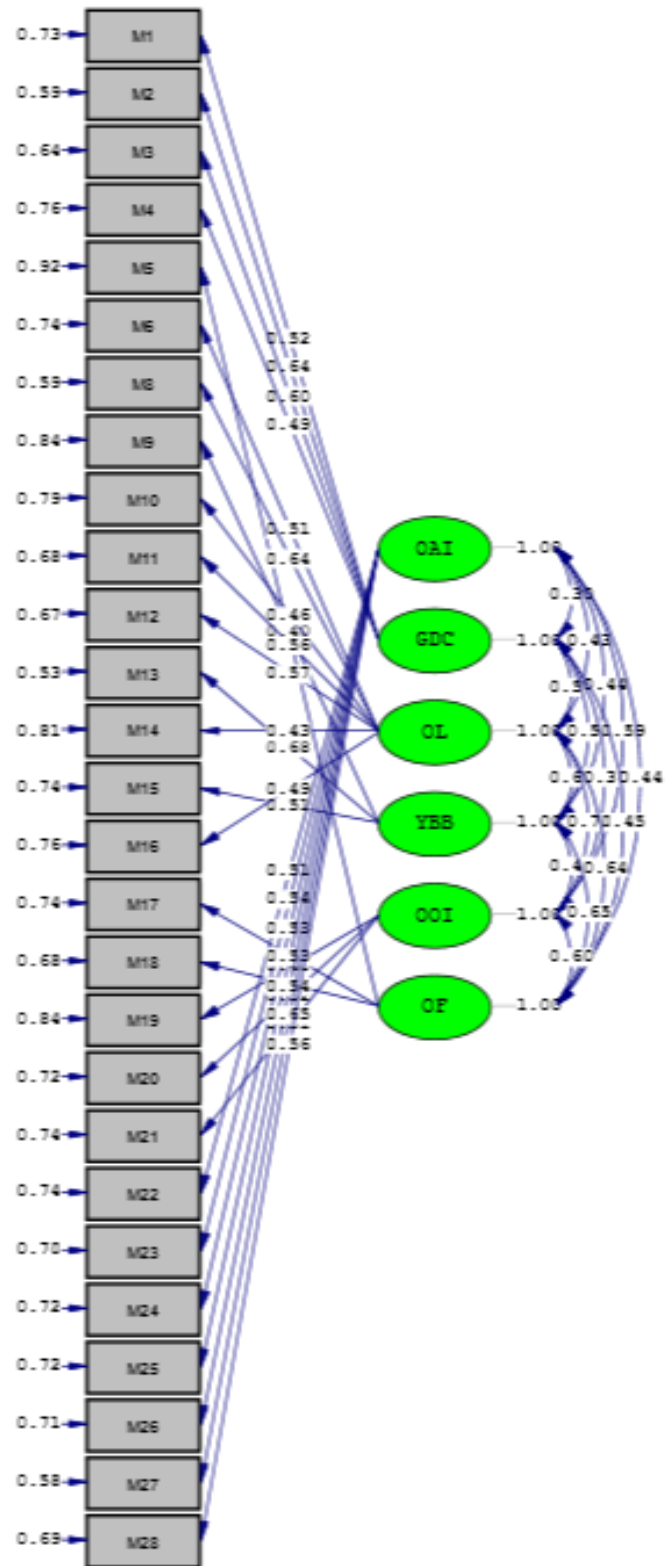 0.73 M1
0.59 M2
0.64 M3
0.76 M4
0.92 M5
0.74 M6
0.59 M8
0.84 M9
0.79 M10
0.68 M11
0.67 M12
0.53 M13
0.81 M14
0.74 M15
0.76 M16
0.74 M17
0.68 M18
0.84 M19
0.72 M20
0.74 M21
0.74 M22
0.70 M23
0.72 M24
0.72 M25
0.71 M26
0.58 M27
0.69 M28
0.52
0.64
0.60
0.49
0.51
0.64
0.46
0.56
0.57
0.43
0.68
0.49
0.51
0.51
0.54
0.53
0.53
0.54
0.65
0.56
OAI 1.00
GDC 1.00
OL 1.00
YBB 1.00
OOI 1.00
OF 1.00
0.43
0.44
0.59
0.44
0.45
0.64
0.65
0.60